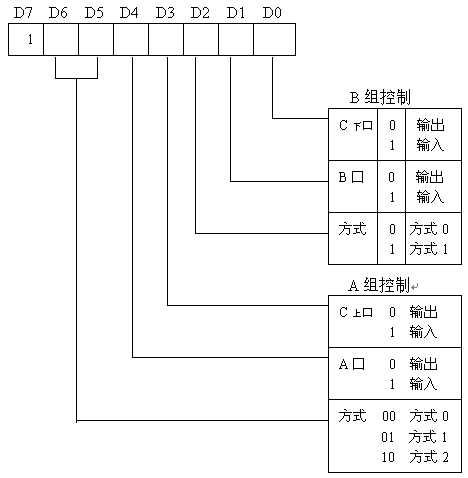 D7 D6 D5 D4 D3 D2 D1 D0
1
B 组控制
C 下口 0 输出
1 输入
B 口 0 输出
1 输入
方式 0 方式 0
1 方式 1
A 组控制↵
C 上口 0 输出
1 输入
A 口 0 输出
1 输入
方式 00 方式 0
01 方式 1
10 方式 2